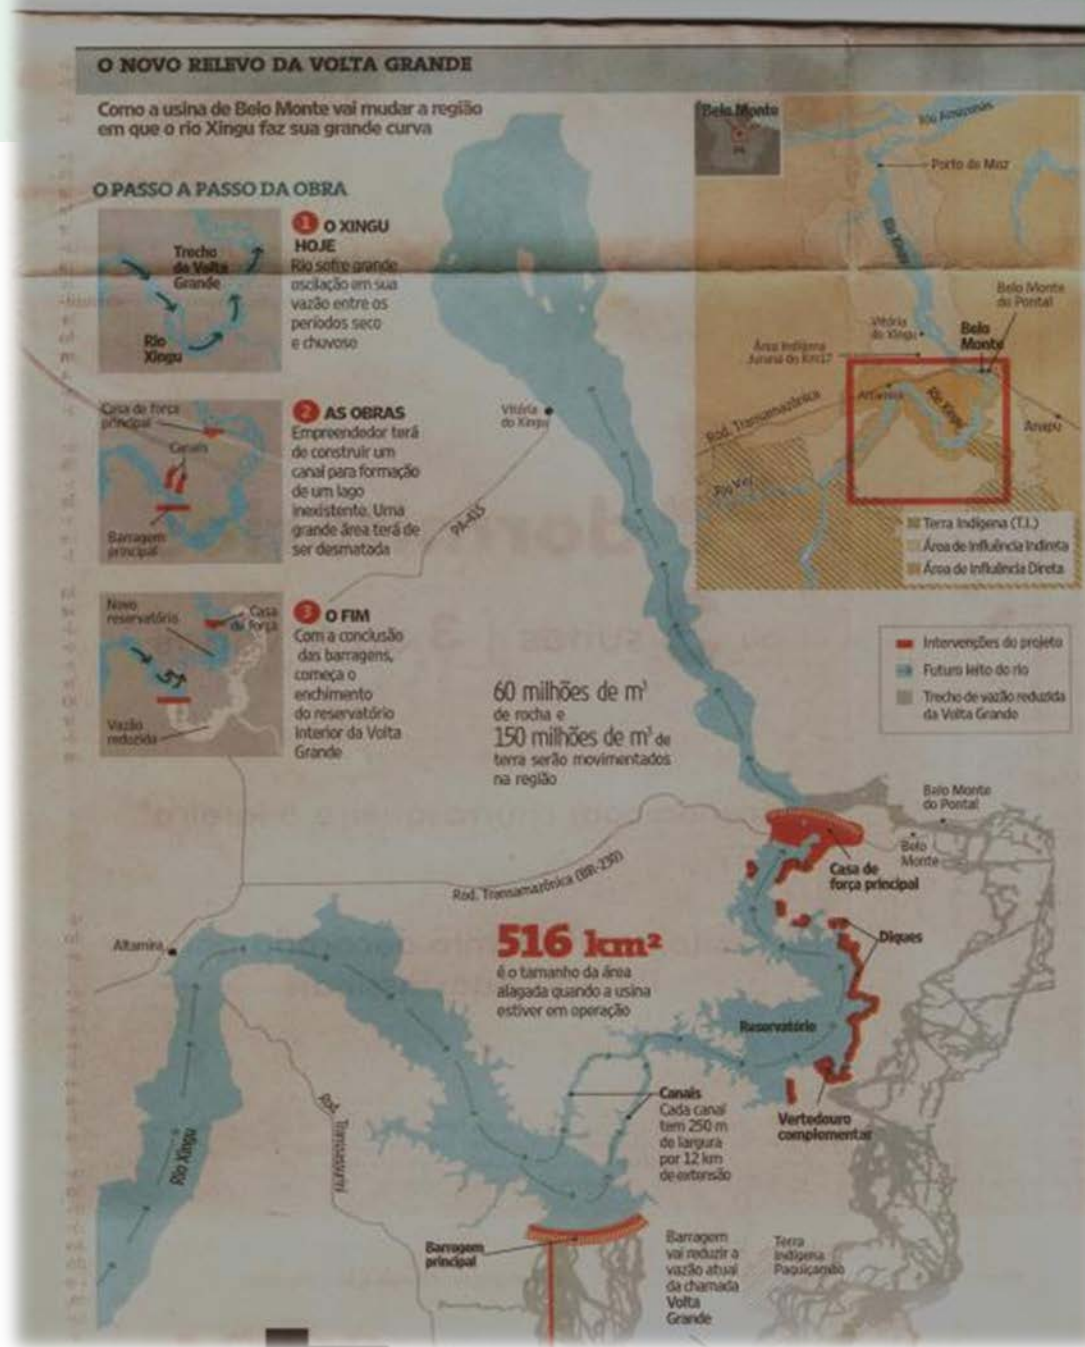 O NOVO RELEVO DA VOLTA GRANDE
Como a usina de Belo Monte vai mudar a região
em que o rio Xingu faz sua grande curva
O PASSO A PASSO DA OBRA
Trecho
da Volta
Grande
Rio
Xingu
1 O XINGU
HOJE
Rio sofre grande
oscilação em sua
vazão entre os
períodos seco
e chuvoso
Casa de força
principal
Canais
Barragem
principal
2 AS OBRAS
Empreendedor terá
de construir um
canal para formação
de um lago
inexistente. Uma
grande área terá de
ser desmatada
Novo
reservatório
Casa
de força
Vazão
reduzida
3 O FIM
Com a conclusão
das barragens,
começa o
enchimento
do reservatório
Interior da Volta
Grande
Belo Monte
PA
Rio Amazonas
Porto de Moz
Rio Xingu
Belo Monte
do Pontal
Vitória
do Xingu
Belo
Monte
Área Indígena
Juruna do Km17
Rod. Transamazônica
Altamira
Rio Xingu
Anapu
Rio Iriri
Terra Indígena (T.I.)
Área de Influência Indireta
Área de Influência Direta
Intervenções do projeto
Futuro leito do rio
Trecho de vazão reduzida
da Volta Grande
Vitória
do Xingu
PA-415
60 milhões de m³
de rocha e
150 milhões de m³ de
terra serão movimentados
na região
Belo Monte
do Pontal
Belo
Monte
Casa de
força principal
Rod. Transamazônica (BR-230)
Altamira
516 km²
é o tamanho da área
alagada quando a usina
estiver em operação
Diques
Reservatório
Canais
Cada canal
tem 250 m
de largura
por 12 km
de extensão
Vertedouro
complementar
Rio Xingu
Rod. Transassurini
Barragem
principal
Barragem
vai reduzir a
vazão atual
da chamada
Volta
Grande
Terra
Indígena
Paquiçamba